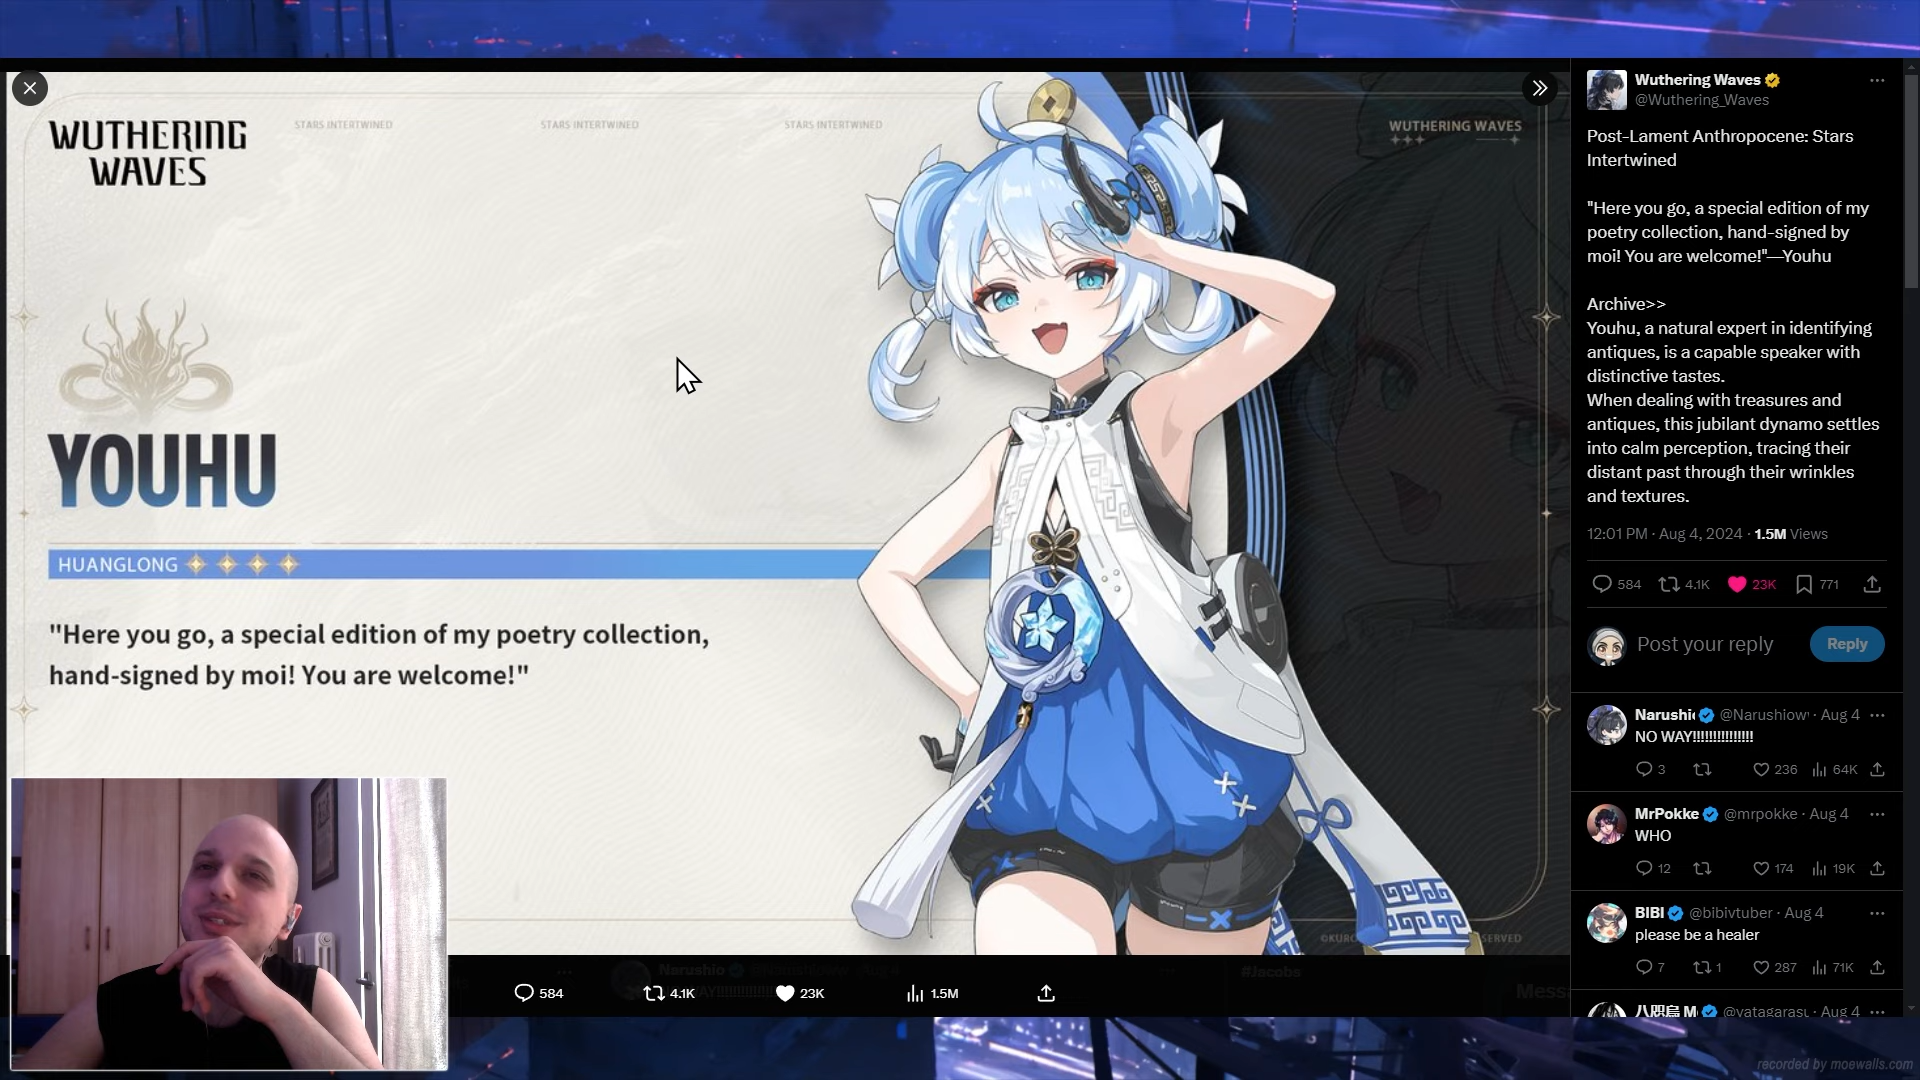 WUTHERING
WAVES
STARS INTERTWINED
STARS INTERTWINED
STARS INTERTWINED
WUTHERING WAVES
YOUHU
HUANGLONG
"Here you go, a special edition of my poetry collection,
hand-signed by moi! You are welcome!"
584
4.1K
23K
1.5M
#Jacobs
Wuthering Waves
@Wuthering_Waves
Post-Lament Anthropocene: Stars
Intertwined
"Here you go, a special edition of my
poetry collection, hand-signed by
moi! You are welcome!"—Youhu
Archive>>
Youhu, a natural expert in identifying
antiques, is a capable speaker with
distinctive tastes.
When dealing with treasures and
antiques, this jubilant dynamo settles
into calm perception, tracing their
distant past through their wrinkles
and textures.
12:01 PM · Aug 4, 2024 · 1.5M Views
584 4.1K 23K 771
Post your reply Reply
Narushio @Narushioww · Aug 4
NO WAY!!!!!!!!!!!!!!!
3 236 64K
MrPokke @mrpokke · Aug 4
WHO
12 174 19K
BIBI @bibivtuber · Aug 4
please be a healer
7 1 287 71K
Aug 4
recorded by moewalls.com